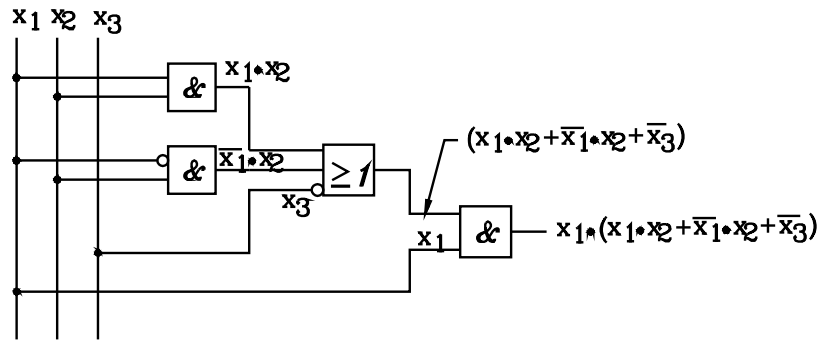 x1 x2 x3
& x1•x2
& x̅1•x2
≥1
x3
(x1•x2+x̅1•x2+x̅3)
x1
& x1•(x1•x2+x̅1•x2+x̅3)